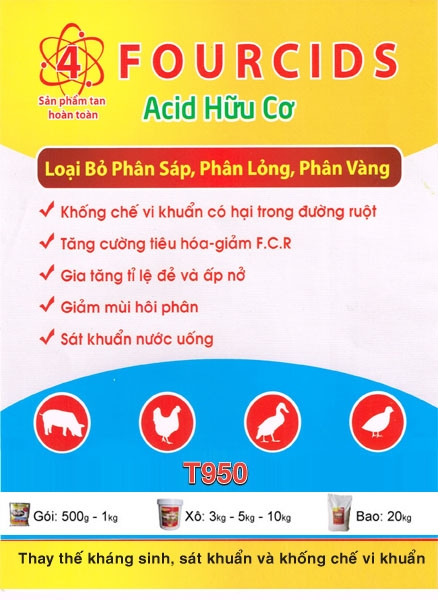 4 FOURCIDS
Sản phẩm tan
hoàn toàn
Acid Hữu Cơ
Loại Bỏ Phân Sáp, Phân Lỏng, Phân Vàng
Khống chế vi khuẩn có hại trong đường ruột
Tăng cường tiêu hóa-giảm F.C.R
Gia tăng tỉ lệ đẻ và ấp nở
Giảm mùi hôi phân
Sát khuẩn nước uống
T950
Gói: 500g - 1kg Xô: 3kg - 5kg - 10kg Bao: 20kg
Thay thế kháng sinh, sát khuẩn và khống chế vi khuẩn